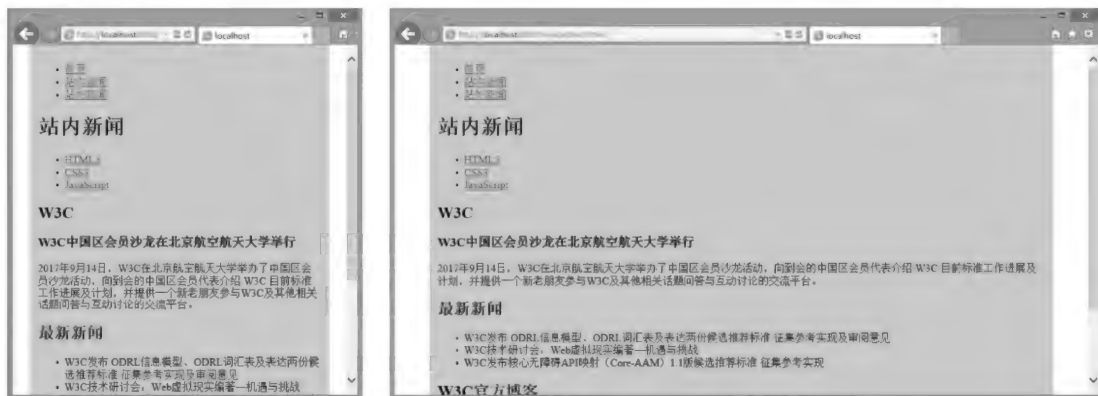 localhost
首页
站内新闻
站外新闻
站内新闻
HTML5
CSS3
JavaScript
W3C
W3C中国区会员沙龙在北京航空航天大学举行
2017年9月14日，W3C在北京航空航天大学举办了中国区会
员沙龙活动，向到会的中国区会员代表介绍 W3C 目前标准
工作进展及计划，并提供一个新老朋友参与W3C及其他相关
话题问答与互动讨论的交流平台。
最新新闻
W3C发布 ODRL信息模型、ODRL 词汇表及表达两份候
选推荐标准 征集参考实现及审阅意见
W3C技术研讨会：Web虚拟现实编著—机遇与挑战
localhost
首页
站内新闻
站外新闻
站内新闻
HTML5
CSS3
JavaScript
W3C
W3C中国区会员沙龙在北京航空航天大学举行
2017年9月14日，W3C在北京航空航天大学举办了中国区会员沙龙活动，向到会的中国区会员代表介绍 W3C 目前标准工作进展及
计划，并提供一个新老朋友参与W3C及其他相关话题问答与互动讨论的交流平台。
最新新闻
W3C发布 ODRL信息模型、ODRL 词汇表及表达两份候选推荐标准 征集参考实现及审阅意见
W3C技术研讨会：Web虚拟现实编著—机遇与挑战
W3C发布核心无障碍API映射（Core-AAM）1.1版候选推荐标准 征集参考实现
W3C官方博客